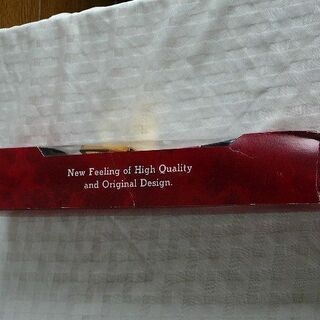 New Feeling of High Quality
and Original Design.